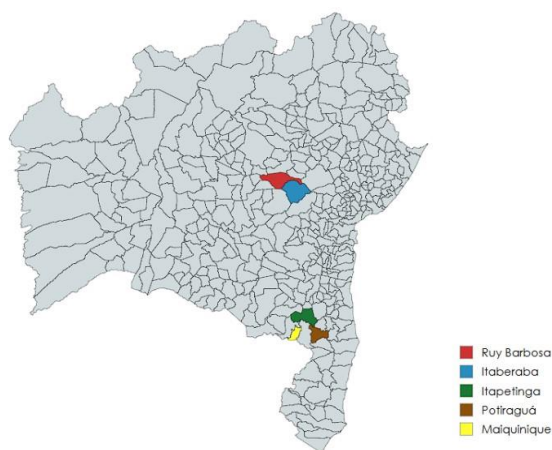 Ruy Barbosa
Itaberaba
Itapetinga
Potiraguá
Maiquinique